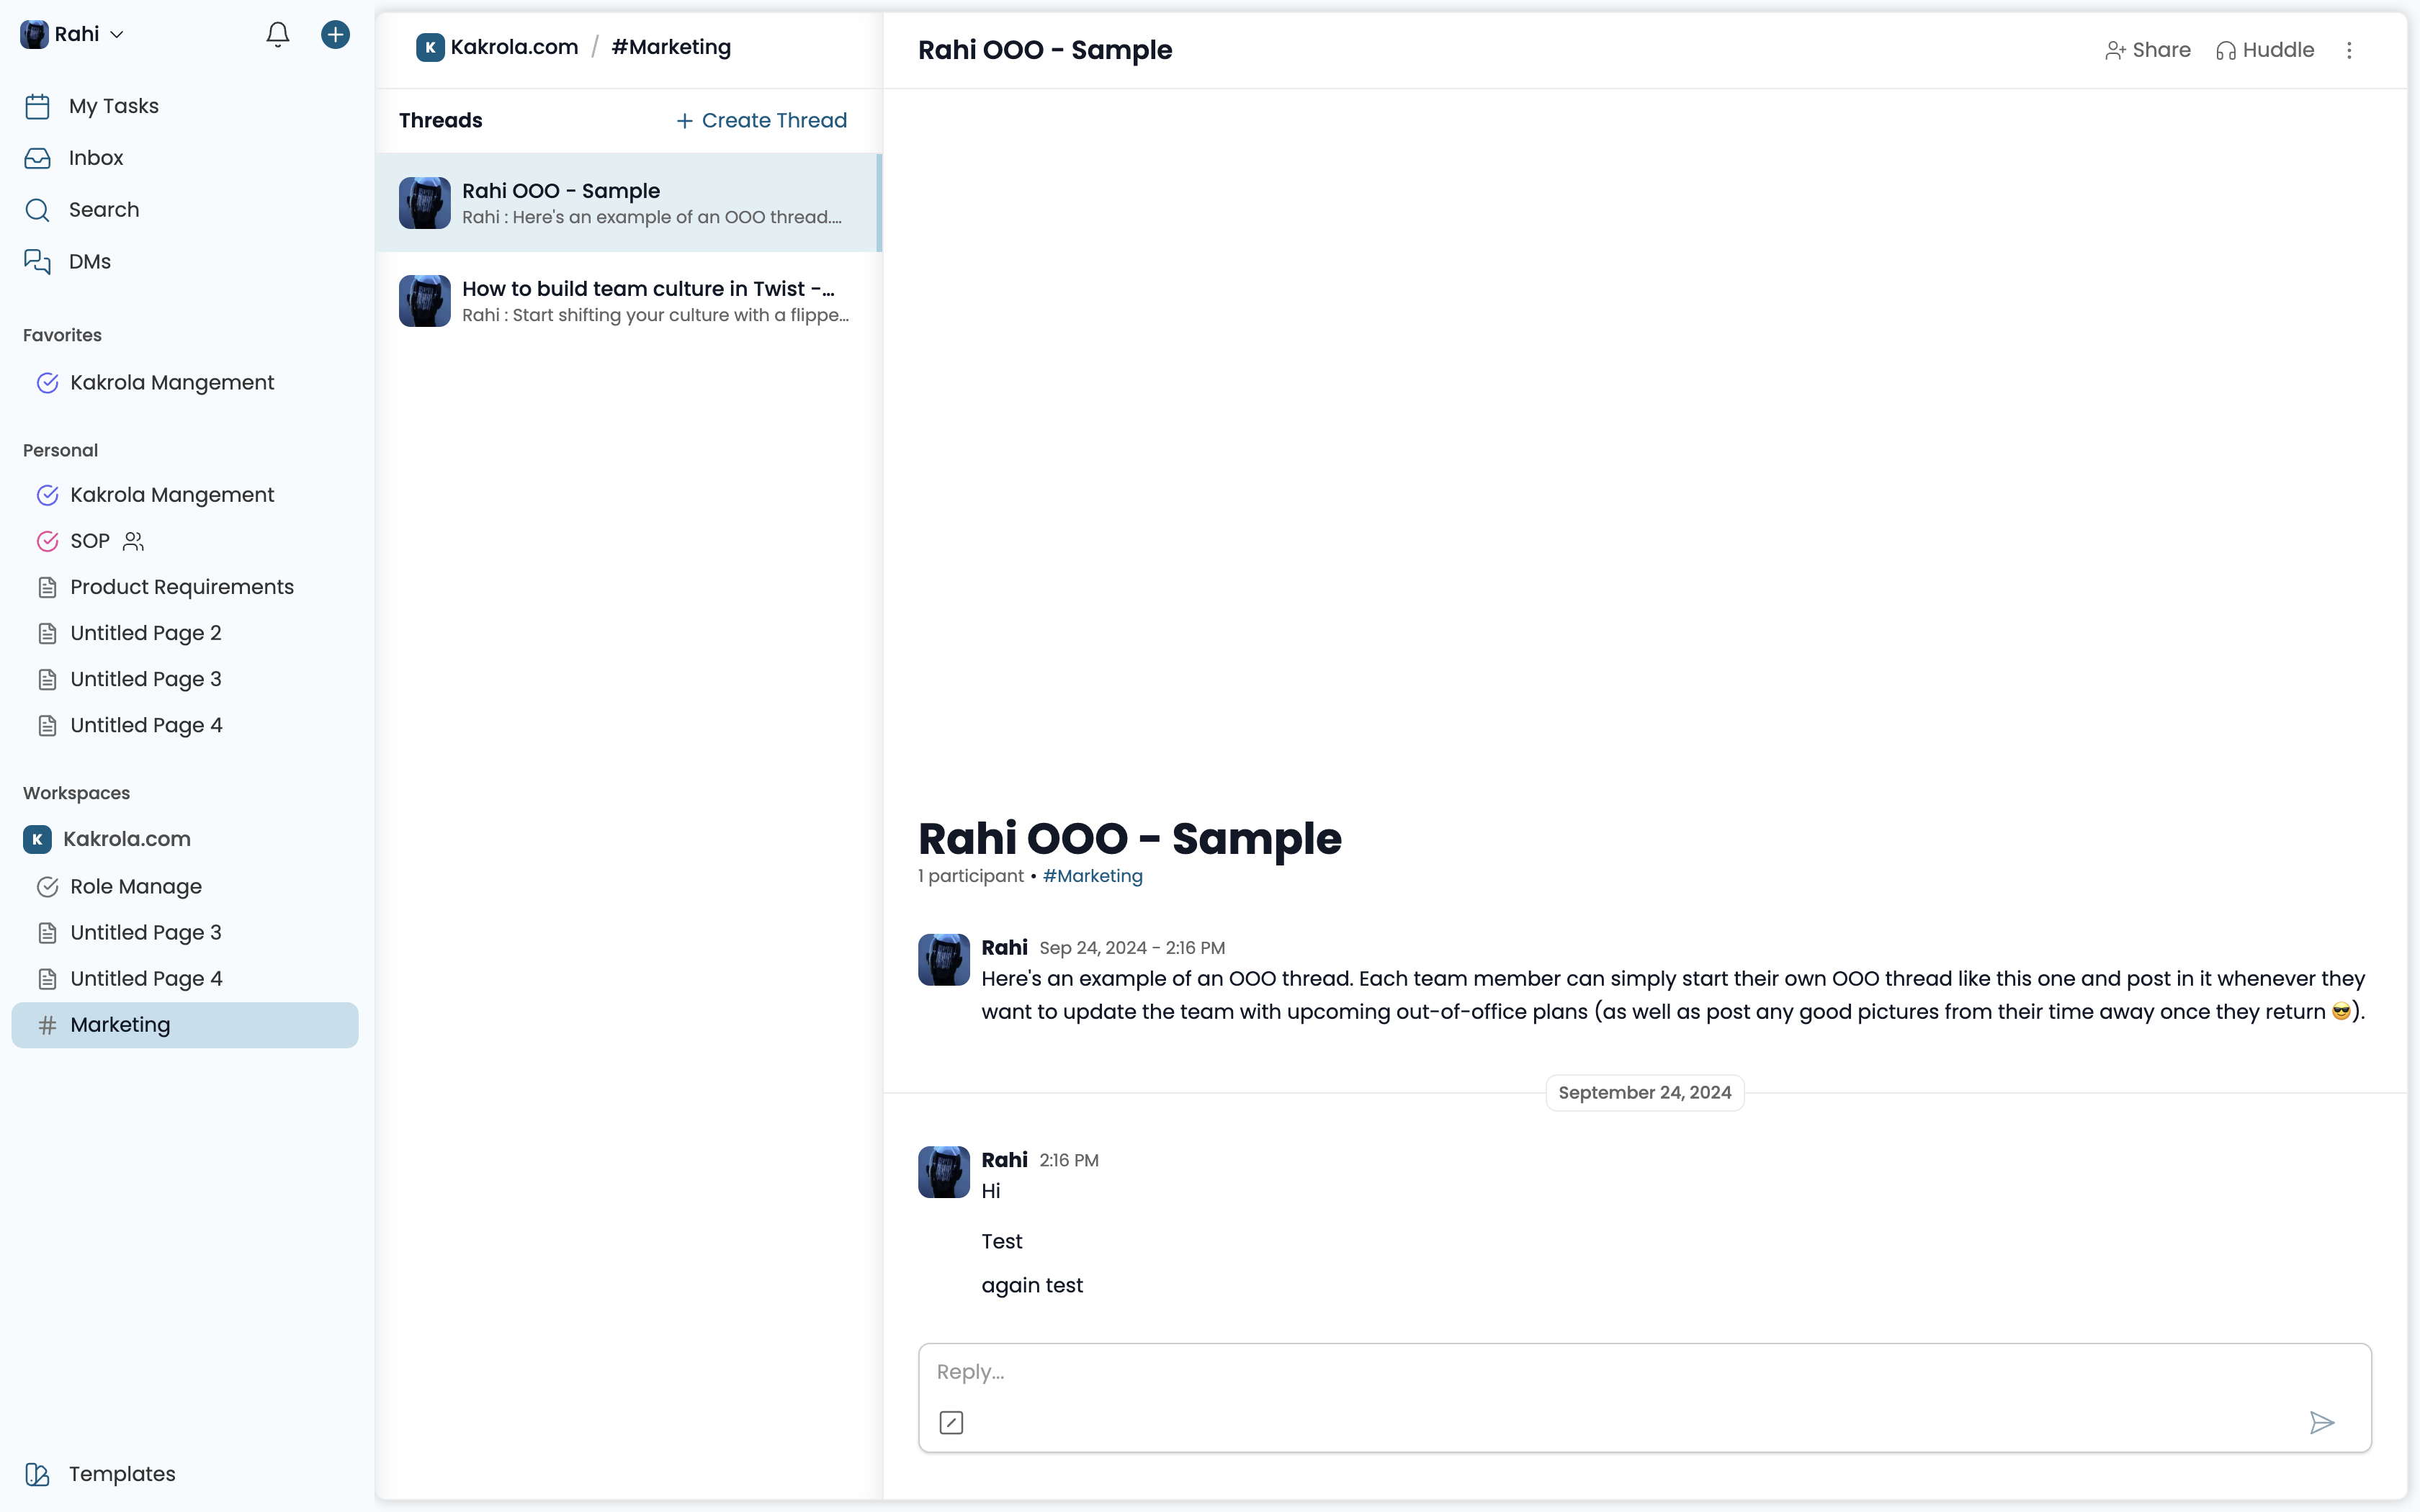 Rahi
My Tasks
Inbox
Search
DMs
Favorites
Kakrola Mangement
Personal
Kakrola Mangement
SOP
Product Requirements
Untitled Page 2
Untitled Page 3
Untitled Page 4
Workspaces
K Kakrola.com
Role Manage
Untitled Page 3
Untitled Page 4
# Marketing
Templates
K Kakrola.com / #Marketing
Threads + Create Thread
Rahi OOO - Sample
Rahi : Here's an example of an OOO thread....
How to build team culture in Twist -...
Rahi : Start shifting your culture with a flippe...
Rahi OOO - Sample
Share Huddle
Rahi OOO - Sample
1 participant • #Marketing
Rahi Sep 24, 2024 - 2:16 PM
Here's an example of an OOO thread. Each team member can simply start their own OOO thread like this one and post in it whenever they
want to update the team with upcoming out-of-office plans (as well as post any good pictures from their time away once they return 😎).
September 24, 2024
Rahi 2:16 PM
Hi
Test
again test
Reply...